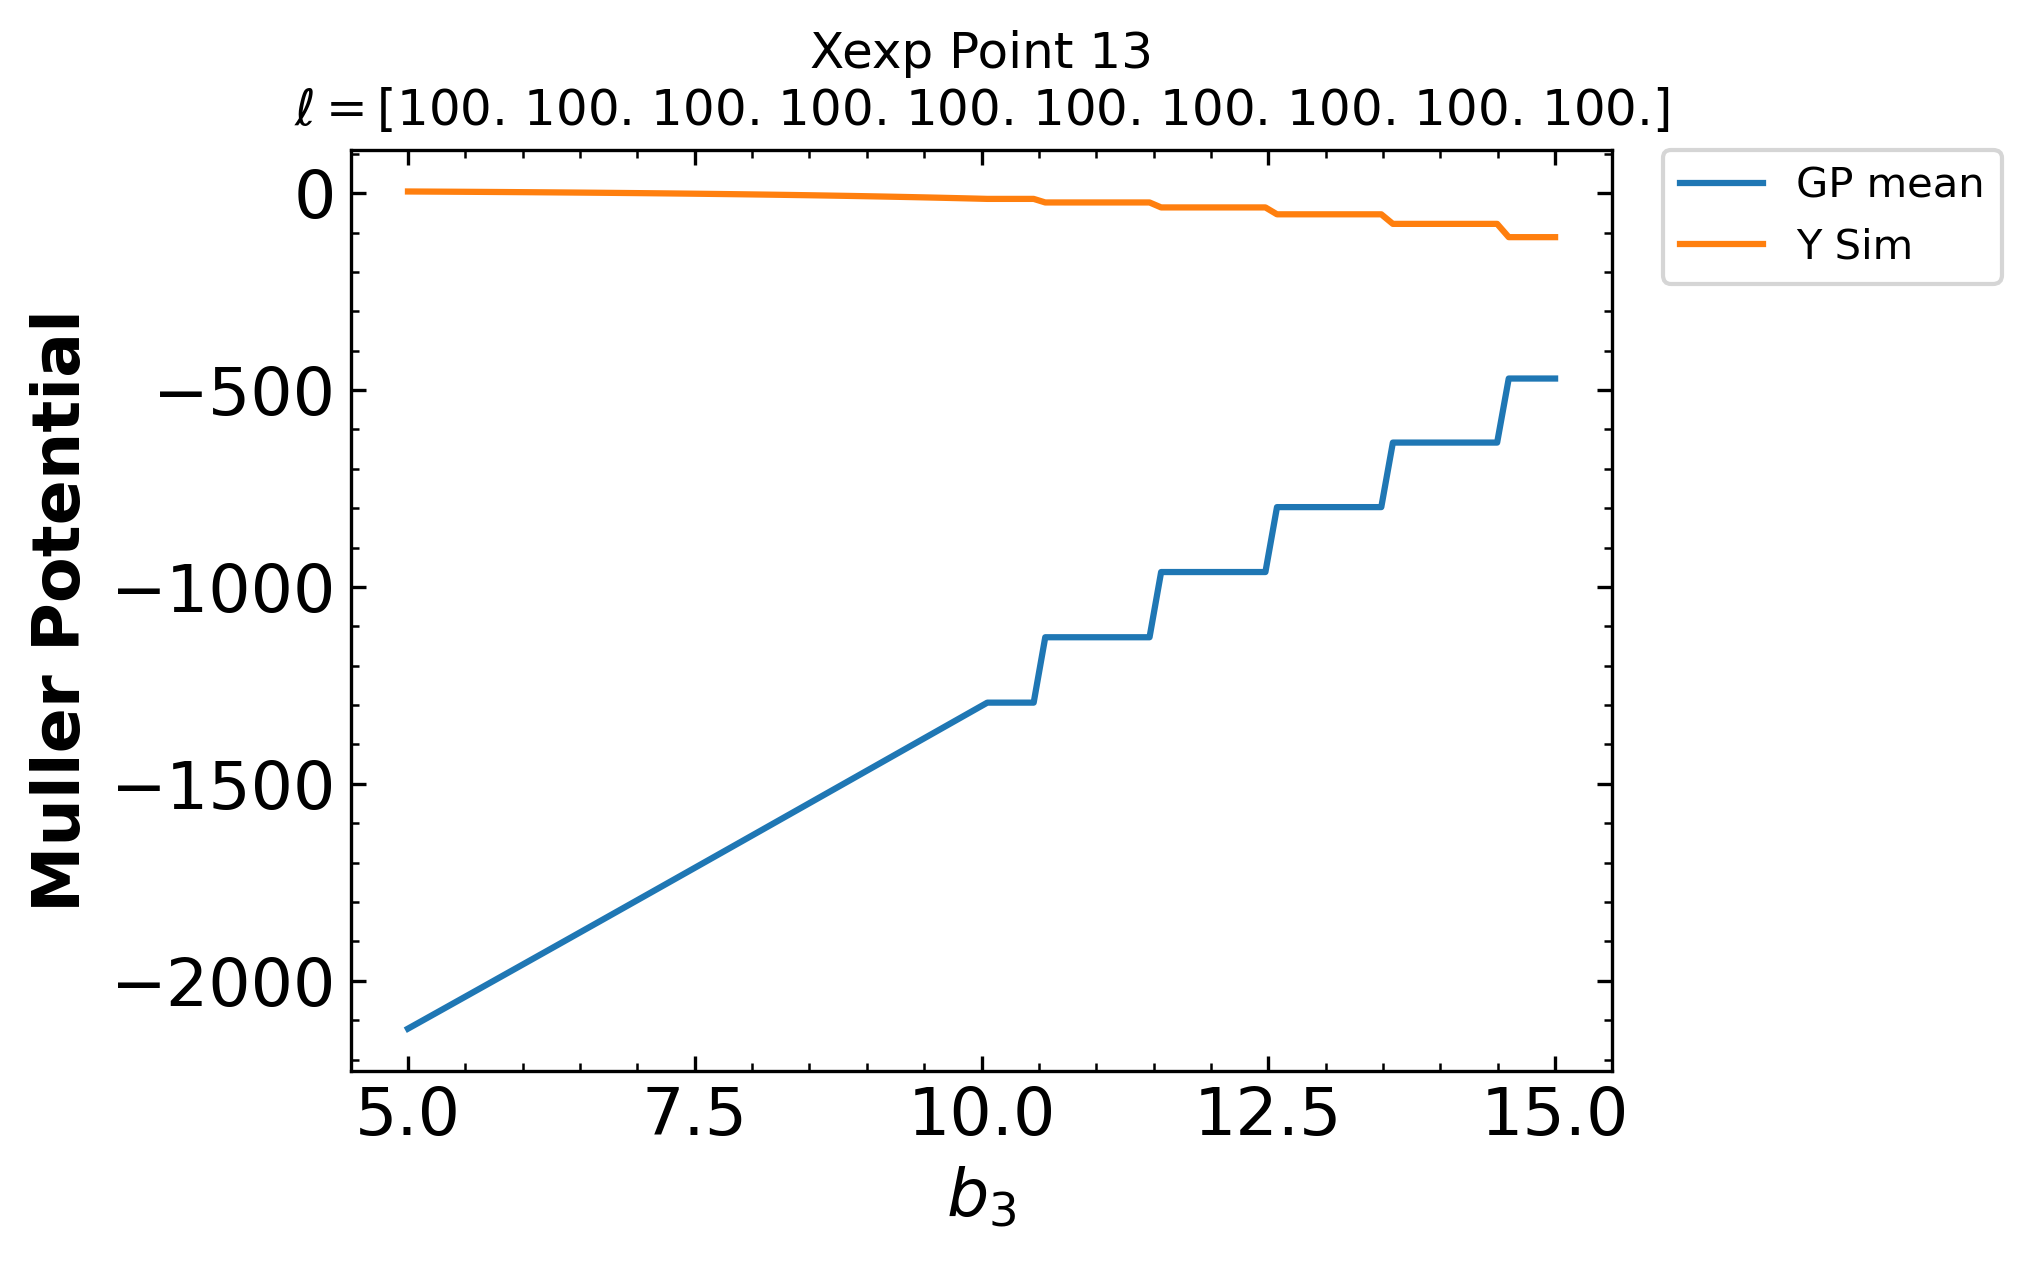 Xexp Point 13
ℓ = [100. 100. 100. 100. 100. 100. 100. 100. 100. 100.]
GP mean
Y Sim
Muller Potential
0
−500
−1000
−1500
−2000
5.0 7.5 10.0 12.5 15.0
b₃